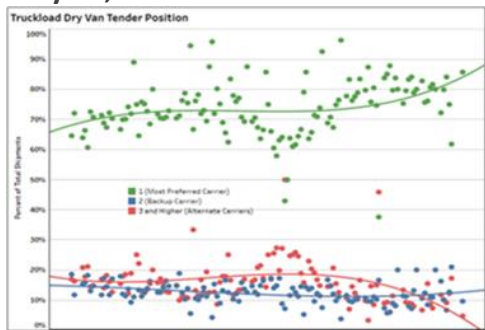 Truckload Dry Van Tender Position
100%
90%
80%
70%
60%
50%
40%
30%
20%
10%
0%
Percent of Total Shipments
1 (Most Preferred Carrier)
2 (Backup Carrier)
3 and Higher (Alternate Carriers)